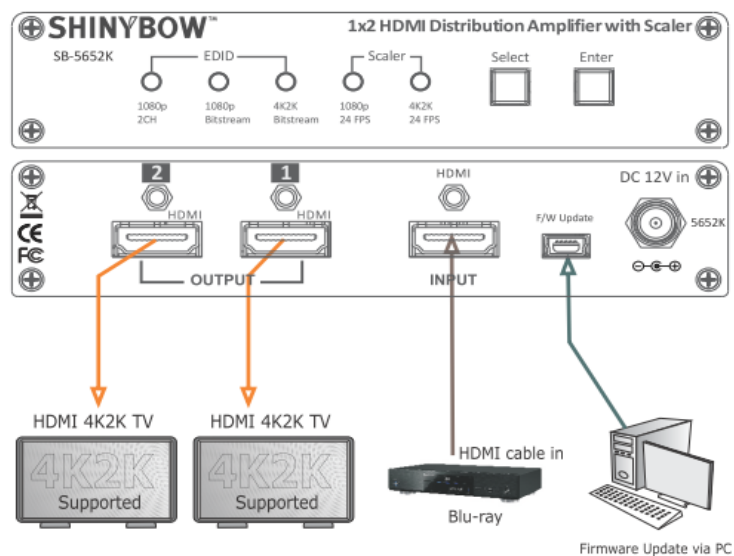 SHINYBOW™
1x2 HDMI Distribution Amplifier with Scaler
SB-5652K
EDID
Scaler
Select
Enter
1080p
2CH
1080p
Bitstream
4K2K
Bitstream
1080p
24 FPS
4K2K
24 FPS
2
1
HDMI
DC 12V in
HDMI
HDMI
F/W Update
5652K
CE
FC
OUTPUT
INPUT
HDMI 4K2K TV
HDMI 4K2K TV
4K2K
Supported
4K2K
Supported
HDMI cable in
Blu-ray
Firmware Update via PC